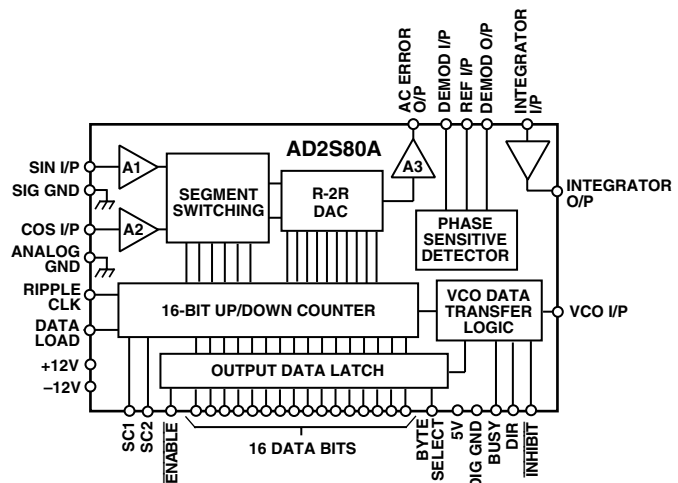 AC ERROR
O/P
DEMOD I/P
REF I/P
DEMOD O/P
INTEGRATOR
I/P
AD2S80A
SIN I/P
A1
SIG GND
SEGMENT
SWITCHING
R-2R
DAC
A3
INTEGRATOR
O/P
COS I/P
A2
PHASE
SENSITIVE
DETECTOR
ANALOG
GND
RIPPLE
CLK
16-BIT UP/DOWN COUNTER
VCO DATA
TRANSFER
LOGIC
VCO I/P
DATA
LOAD
+12V
–12V
OUTPUT DATA LATCH
SC1
SC2
ENABLE
16 DATA BITS
BYTE
SELECT
5V
DIG GND
BUSY
DIR
INHIBIT